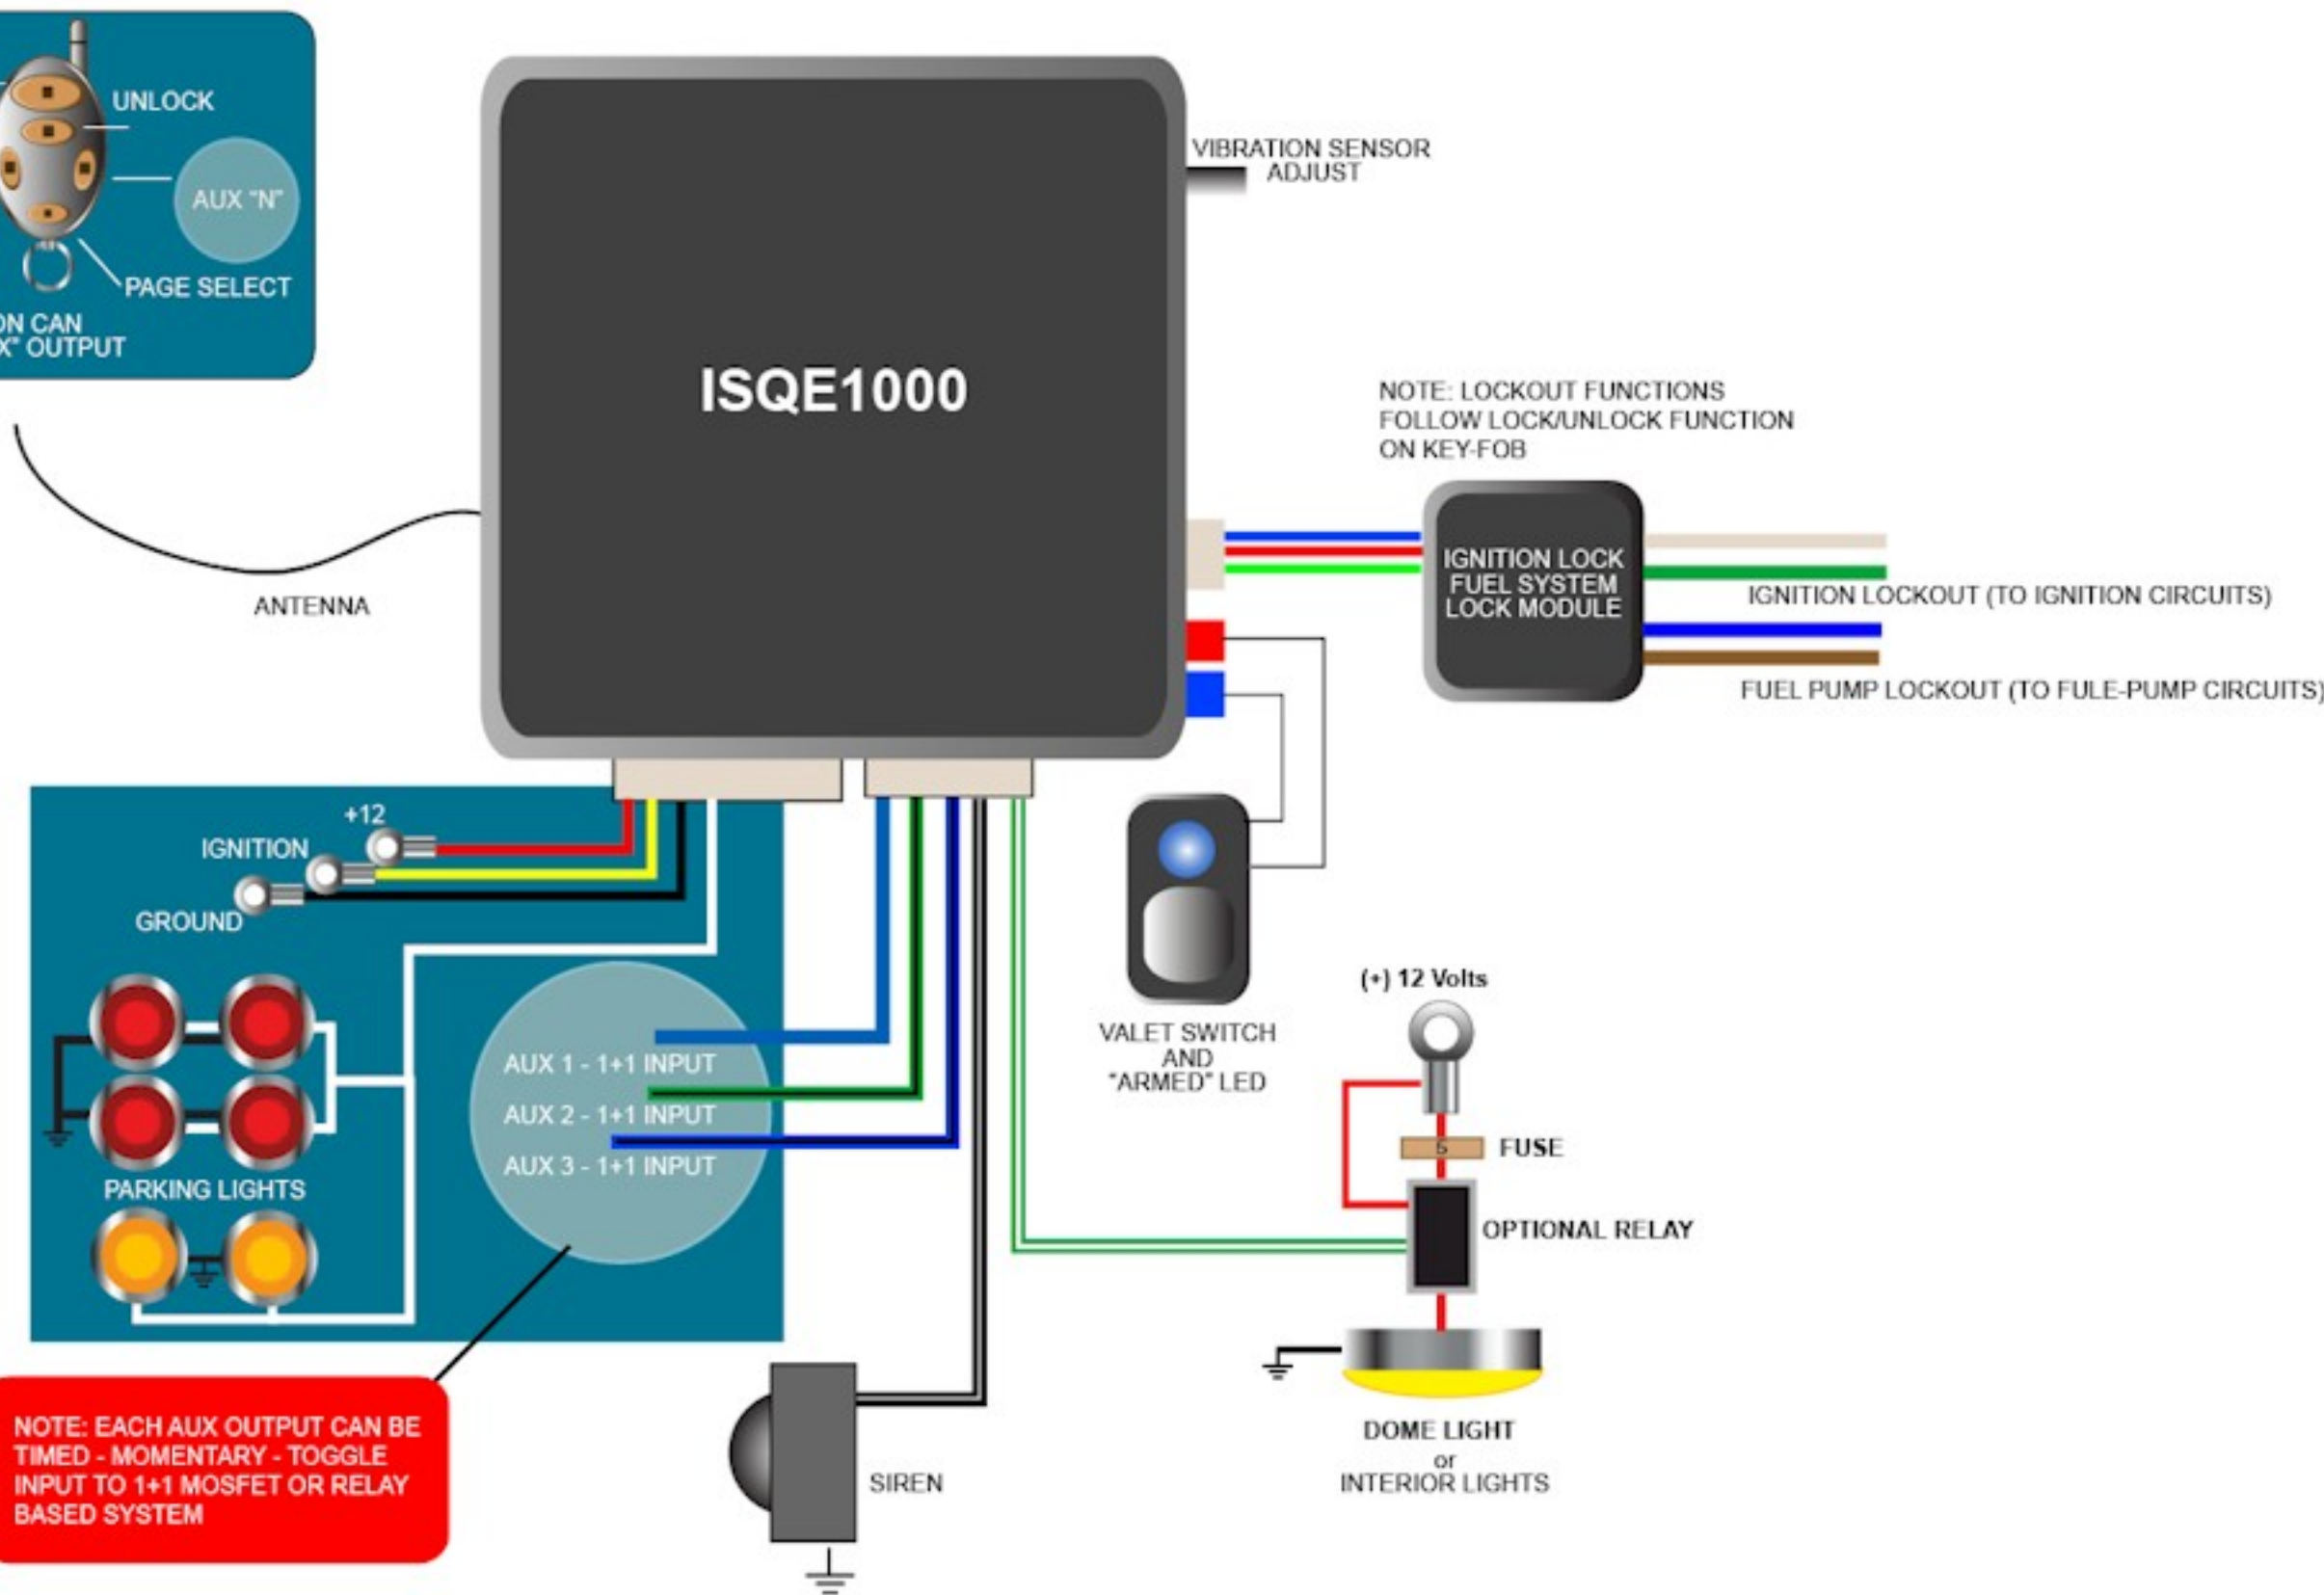 UNLOCK
AUX "N"
PAGE SELECT
ON CAN
X" OUTPUT
ANTENNA
ISQE1000
VIBRATION SENSOR
ADJUST
NOTE: LOCKOUT FUNCTIONS
FOLLOW LOCK/UNLOCK FUNCTION
ON KEY-FOB
IGNITION LOCK
FUEL SYSTEM
LOCK MODULE
IGNITION LOCKOUT (TO IGNITION CIRCUITS)
FUEL PUMP LOCKOUT (TO FULE-PUMP CIRCUITS)
+12
IGNITION
GROUND
PARKING LIGHTS
AUX 1 - 1+1 INPUT
AUX 2 - 1+1 INPUT
AUX 3 - 1+1 INPUT
VALET SWITCH
AND
"ARMED" LED
(+) 12 Volts
5
FUSE
OPTIONAL RELAY
DOME LIGHT
or
INTERIOR LIGHTS
SIREN
NOTE: EACH AUX OUTPUT CAN BE
TIMED - MOMENTARY - TOGGLE
INPUT TO 1+1 MOSFET OR RELAY
BASED SYSTEM